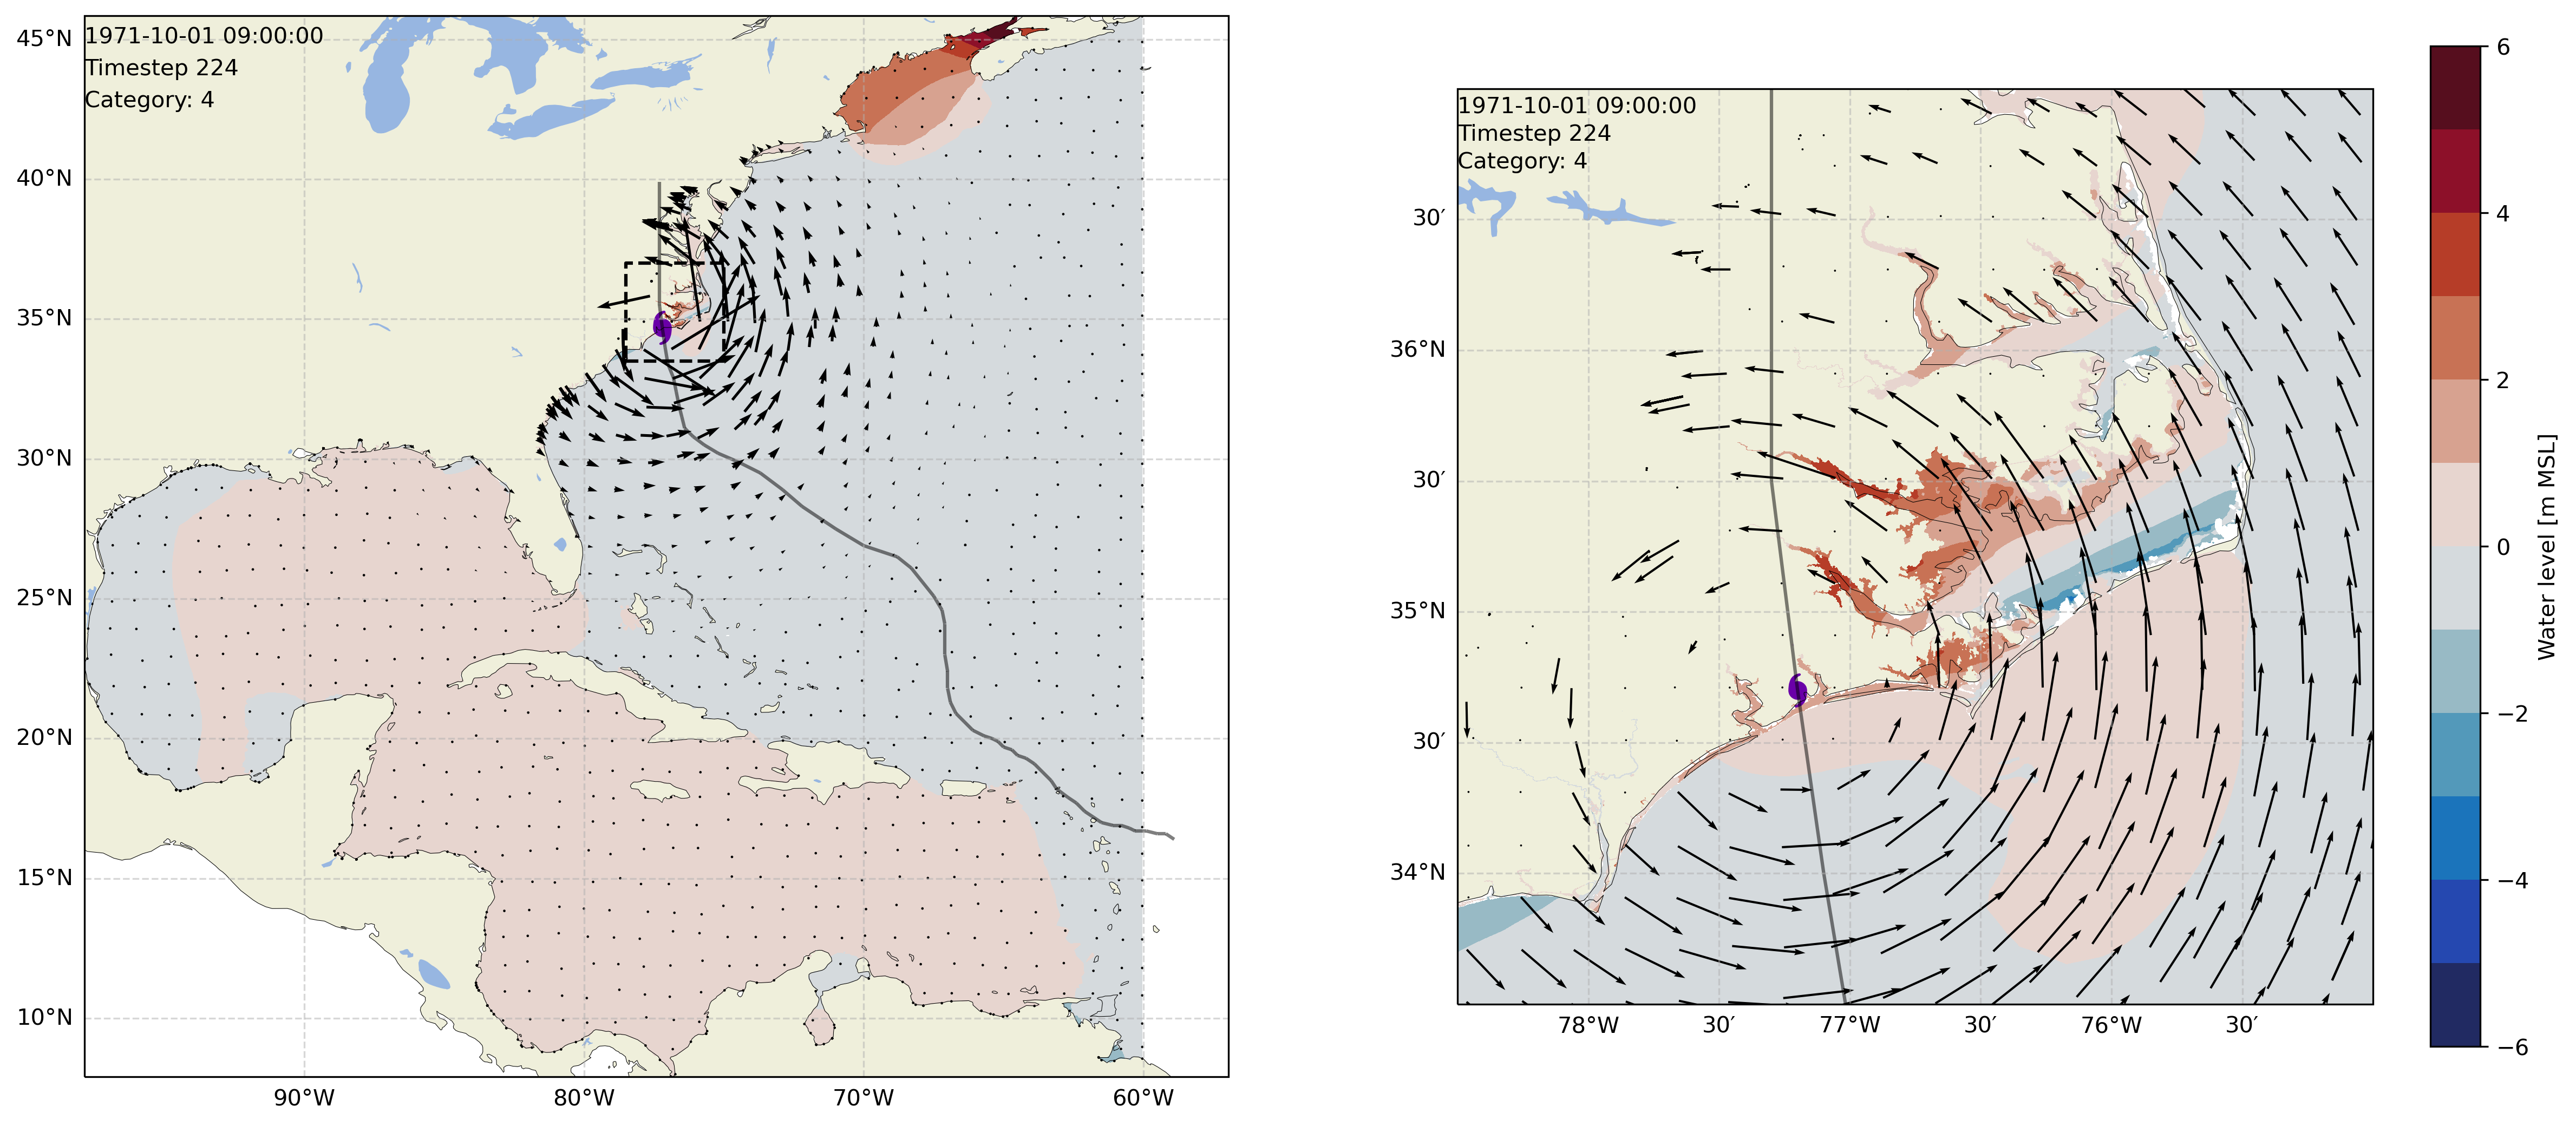 1971-10-01 09:00:00
Timestep 224
Category: 4
45°N
40°N
35°N
30°N
25°N
20°N
15°N
10°N
90°W
80°W
70°W
60°W
1971-10-01 09:00:00
Timestep 224
Category: 4
30′
36°N
30′
35°N
30′
34°N
78°W
30′
77°W
30′
76°W
30′
6
4
2
0
−2
−4
−6
Water level [m MSL]